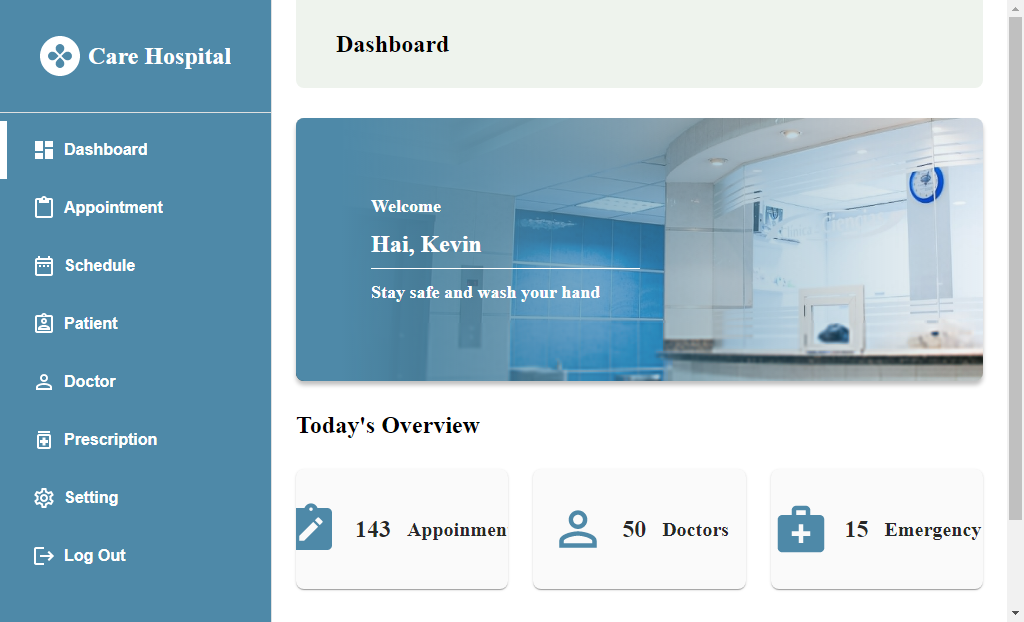 Care Hospital
Dashboard
Appointment
Schedule
Patient
Doctor
Prescription
Setting
Log Out
Dashboard
Welcome
Hai, Kevin
Stay safe and wash your hand
Today's Overview
143 Appoinmen
50 Doctors
15 Emergency